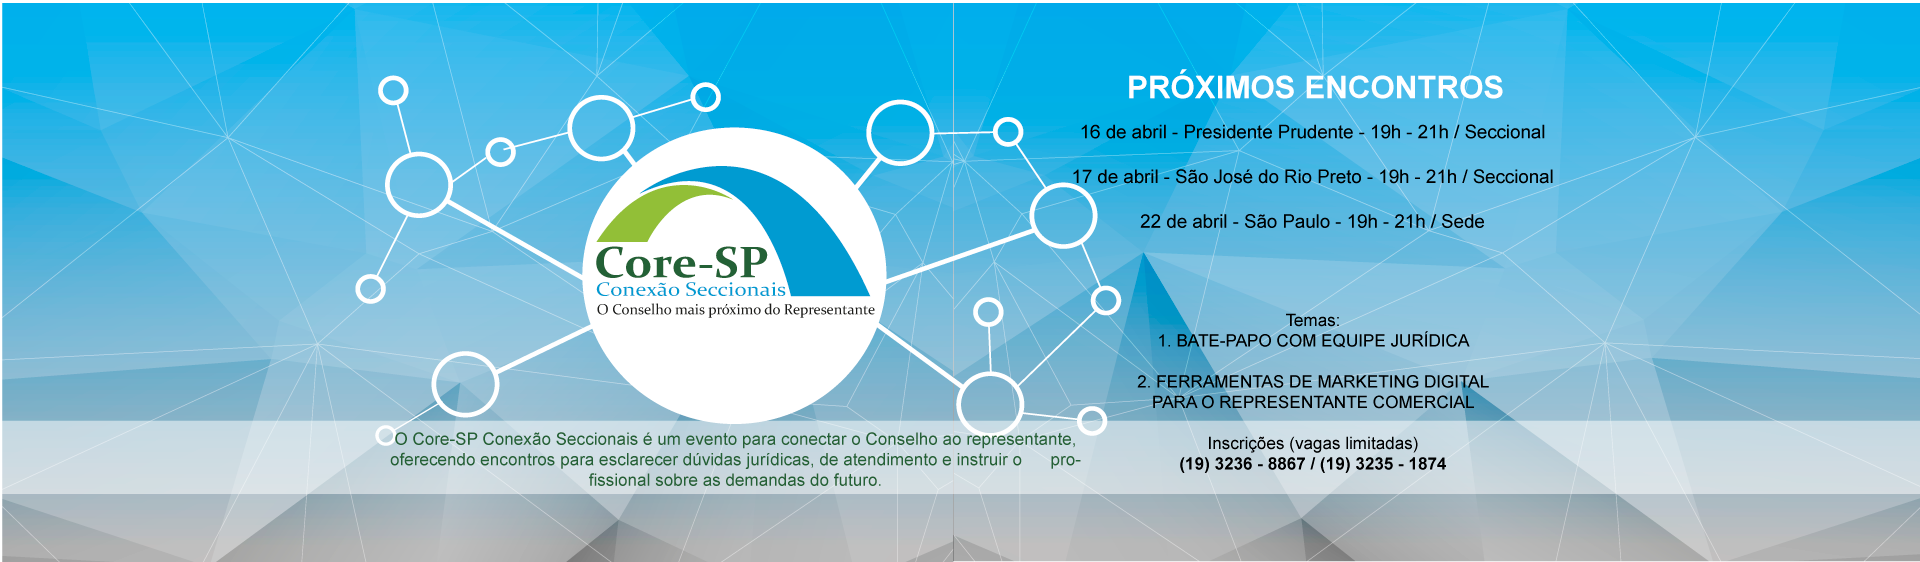 Core-SP
Conexão Seccionais
O Conselho mais próximo do Representante
O Core-SP Conexão Seccionais é um evento para conectar o Conselho ao representante,
oferecendo encontros para esclarecer dúvidas jurídicas, de atendimento e instruir o pro-
fissional sobre as demandas do futuro.
PRÓXIMOS ENCONTROS
16 de abril - Presidente Prudente - 19h - 21h / Seccional
17 de abril - São José do Rio Preto - 19h - 21h / Seccional
22 de abril - São Paulo - 19h - 21h / Sede
Temas:
1. BATE-PAPO COM EQUIPE JURÍDICA
2. FERRAMENTAS DE MARKETING DIGITAL
PARA O REPRESENTANTE COMERCIAL
Inscrições (vagas limitadas)
(19) 3236 - 8867 / (19) 3235 - 1874